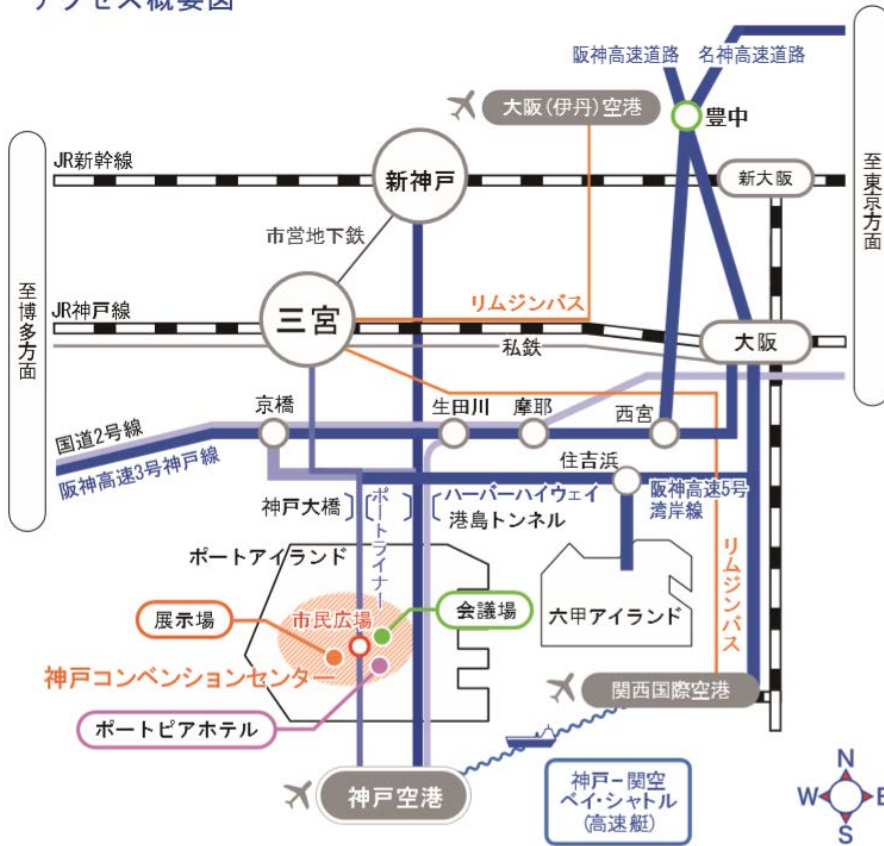 アクセス概要図
阪神高速道路
名神高速道路
大阪(伊丹)空港
豊中
至東京方面
JR新幹線
新神戸
新大阪
市営地下鉄
至博多方面
JR神戸線
三宮
リムジンバス
私鉄
大阪
京橋
生田川
摩耶
西宮
国道2号線
阪神高速3号神戸線
住吉浜
神戸大橋
ポートライナー
ハーバーハイウェイ
港島トンネル
阪神高速5号
湾岸線
ポートアイランド
リムジンバス
展示場
市民広場
会議場
六甲アイランド
神戸コンベンションセンター
関西国際空港
ポートピアホテル
神戸空港
神戸−関空
ベイ・シャトル
(高速艇)
N
W
E
S